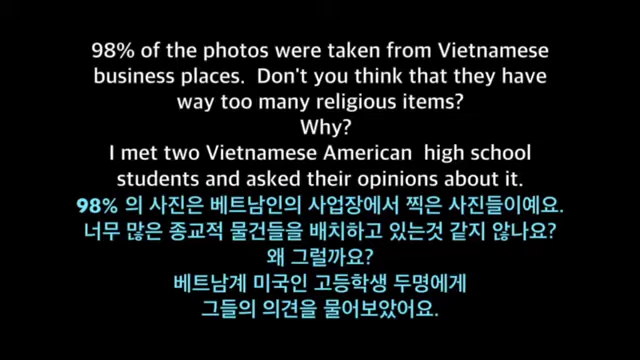 98% of the photos were taken from Vietnamese
business places.  Don't you think that they have
way too many religious items?
Why?
I met two Vietnamese American  high school
students and asked their opinions about it.
98% 의 사진은 베트남인의 사업장에서 찍은 사진들이예요.
너무 많은 종교적 물건들을 배치하고 있는것 같지 않나요?
왜 그럴까요?
베트남계 미국인 고등학생 두명에게
그들의 의견을 물어보았어요.